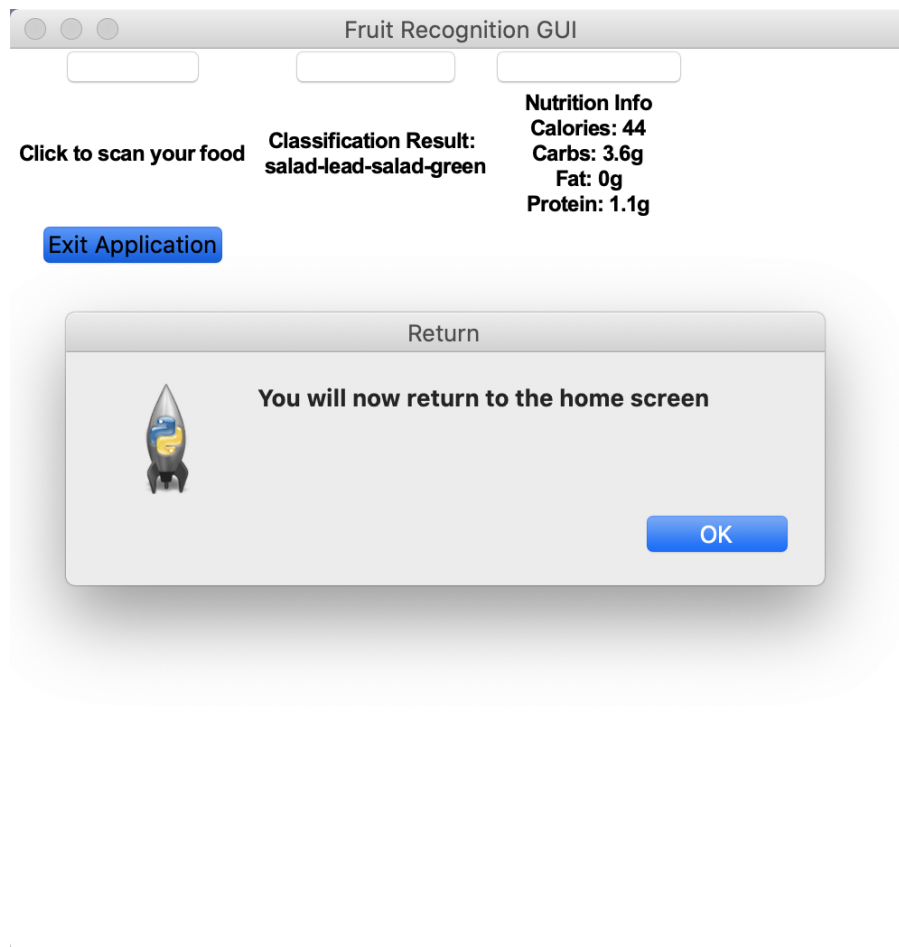 Fruit Recognition GUI
Click to scan your food
Classification Result:
salad-lead-salad-green
Nutrition Info
Calories: 44
Carbs: 3.6g
Fat: 0g
Protein: 1.1g
Exit Application
Return
You will now return to the home screen
OK